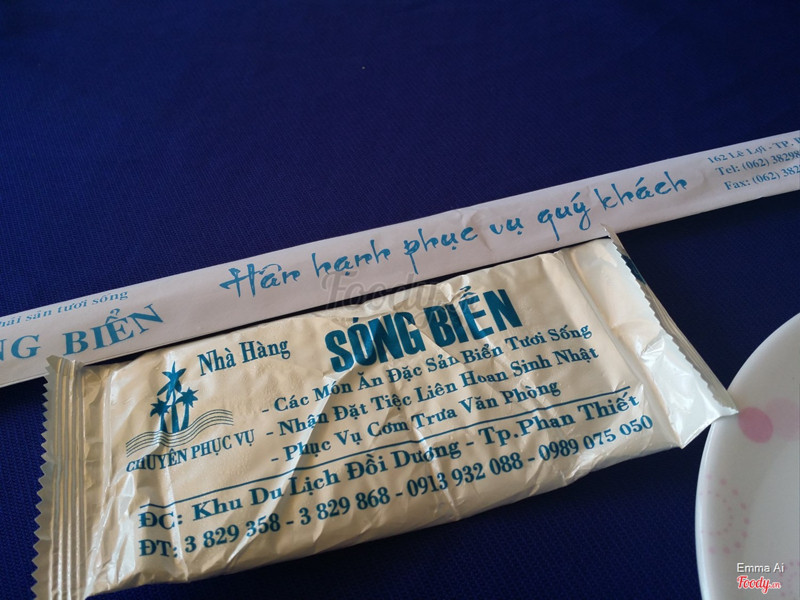 162 Lê Lợi - TP.
Tel: (062)
Fax: (062)
Hân hạnh phục vụ quý khách
hải sản tươi sống
NG BIỂN
Foody
Nhà Hàng
SÓNG BIỂN
- Các Món Ăn Đặc Sản Biển Tươi Sống
- Nhận Đặt Tiệc Liên Hoan Sinh Nhật
- Phục Vụ Cơm Trưa Văn Phòng
CHUYÊN PHỤC VỤ
ĐC: Khu Du Lịch Đồi Dương - Tp.Phan Thiết
ĐT: 3 829 358 - 3 829 868 - 0913 932 088 - 0989 075 050
Emma Ai
Foody.vn